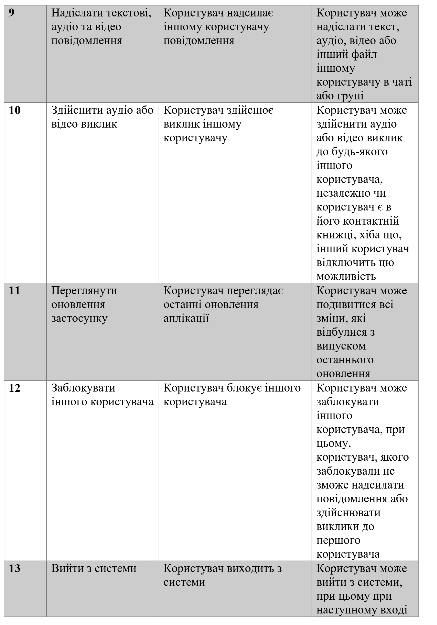 9
Надіслати текстові,
аудіо та відео
повідомлення
Користувач надсилає
іншому користувачу
повідомлення
Користувач може
надіслати текст,
аудіо, відео або
інший файл
іншому
користувачу в чаті
або групі
10
Здійснити аудіо або
відео виклик
Користувач здійснює
виклик іншому
користувачу
Користувач може
здійснити аудіо
або відео виклик
до будь-якого
іншого
користувача,
незалежно чи
користувач є в
його контактній
книжці, хіба що,
інший користувач
відключить цю
можливість
11
Переглянути
оновлення
застосунку
Користувач переглядає
останні оновлення
аплікації
Користувач може
подивитися всі
зміни, які
відбулися з
випуском
останнього
оновлення
12
Заблокувати
іншого користувача
Користувач блокує іншого
користувача
Користувач може
заблокувати
іншого
користувача, при
цьому,
користувач, якого
заблокували не
зможе надсилати
повідомлення або
здійснювати
виклики до
першого
користувача
13
Вийти з системи
Користувач виходить з
системи
Користувач може
вийти з системи,
при цьому при
наступному вході